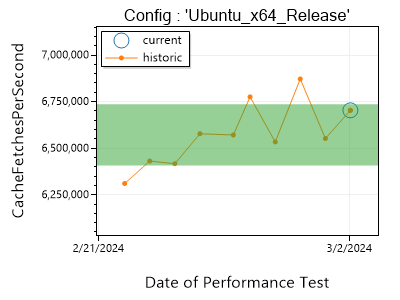 Config : 'Ubuntu_x64_Release'
current
historic
CacheFetchesPerSecond
7,000,000
6,750,000
6,500,000
6,250,000
2/21/2024
3/2/2024
Date of Performance Test